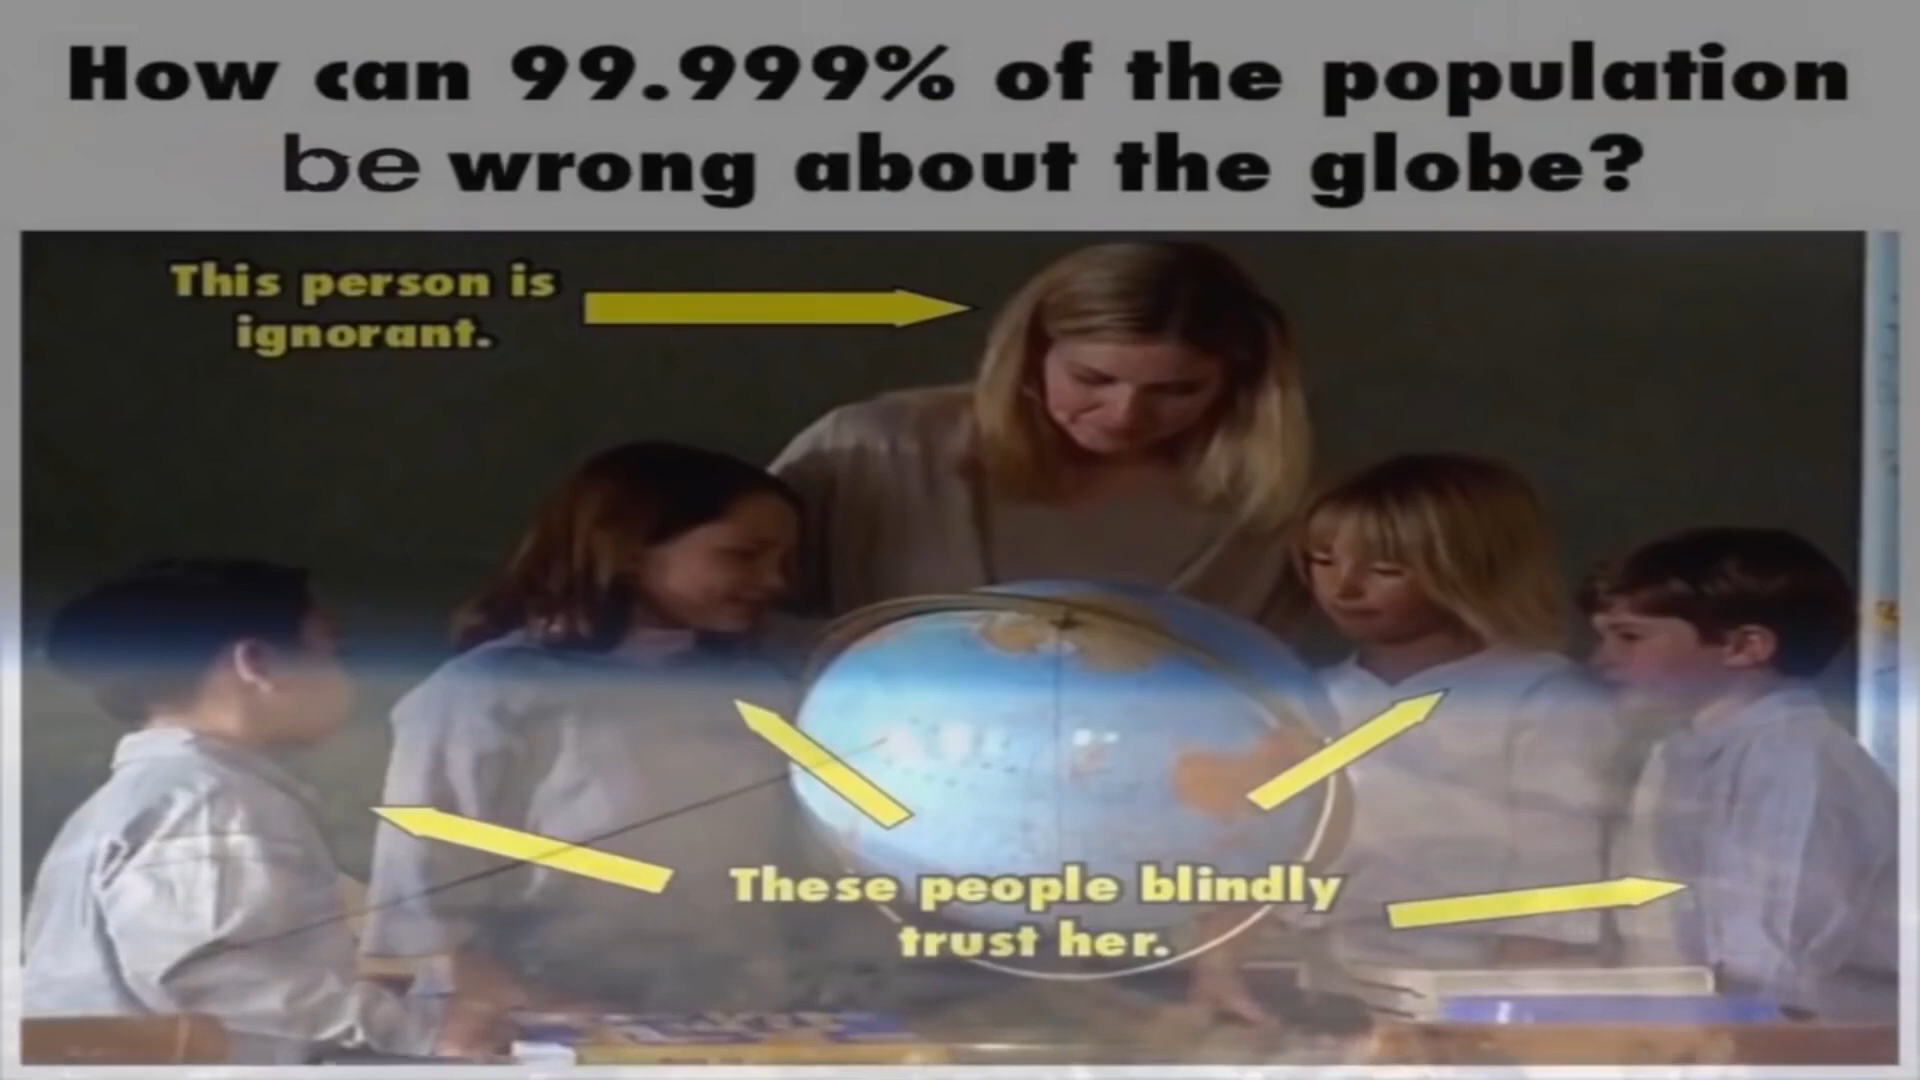 How can 99.999% of the population
be wrong about the globe?
This person is
ignorant.
These people blindly
trust her.